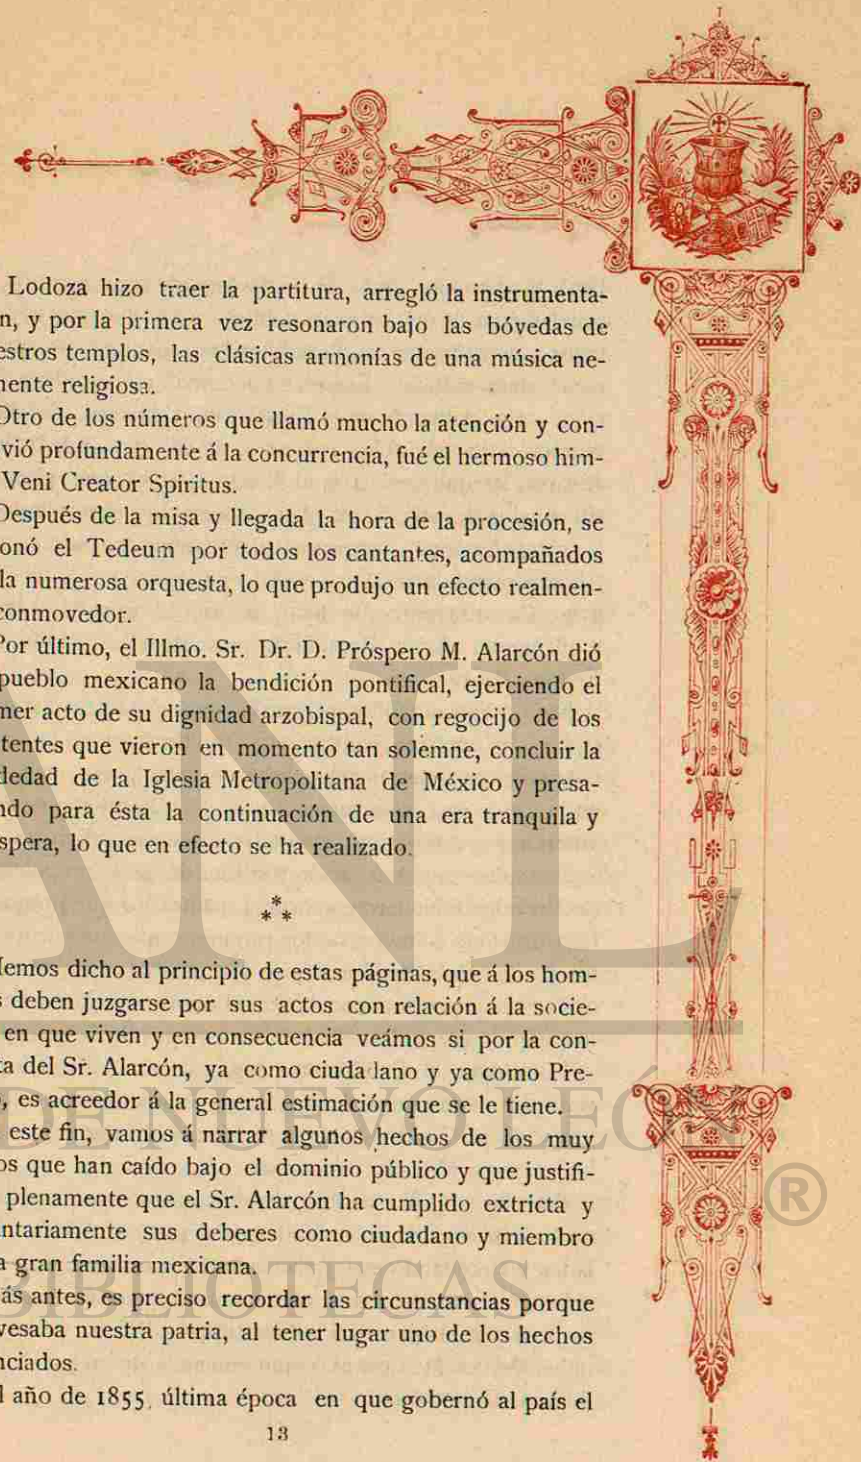 Lodoza hizo traer la partitura, arregló la instrumenta-
n, y por la primera vez resonaron bajo las bóvedas de
estros templos, las clásicas armonías de una música ne-
nente religiosa.
Otro de los números que llamó mucho la atención y con-
vió profundamente á la concurrencia, fué el hermoso him-
Veni Creator Spiritus.
Después de la misa y llegada la hora de la procesión, se
onó el Tedeum por todos los cantantes, acompañados
la numerosa orquesta, lo que produjo un efecto realmen-
conmovedor.
Por último, el Illmo. Sr. Dr. D. Próspero M. Alarcón dió
pueblo mexicano la bendición pontifical, ejerciendo el
ner acto de su dignidad arzobispal, con regocijo de los
tentes que vieron en momento tan solemne, concluir la
dedad de la Iglesia Metropolitana de México y presa-
ndo para ésta la continuación de una era tranquila y
spera, lo que en efecto se ha realizado.
* * *
Hemos dicho al principio de estas páginas, que á los hom-
s deben juzgarse por sus actos con relación á la socie-
en que viven y en consecuencia veámos si por la con-
ta del Sr. Alarcón, ya como ciuda lano y ya como Pre-
, es acreedor á la general estimación que se le tiene.
este fin, vamos á narrar algunos hechos de los muy
os que han caído bajo el dominio público y que justifi-
plenamente que el Sr. Alarcón ha cumplido extricta y
ntariamente sus deberes como ciudadano y miembro
a gran familia mexicana.
ás antes, es preciso recordar las circunstancias porque
vesaba nuestra patria, al tener lugar uno de los hechos
nciados.
l año de 1855, última época en que gobernó al país el
13
ANL
E NUEVO LEÓN
®
BIBLIOTECAS